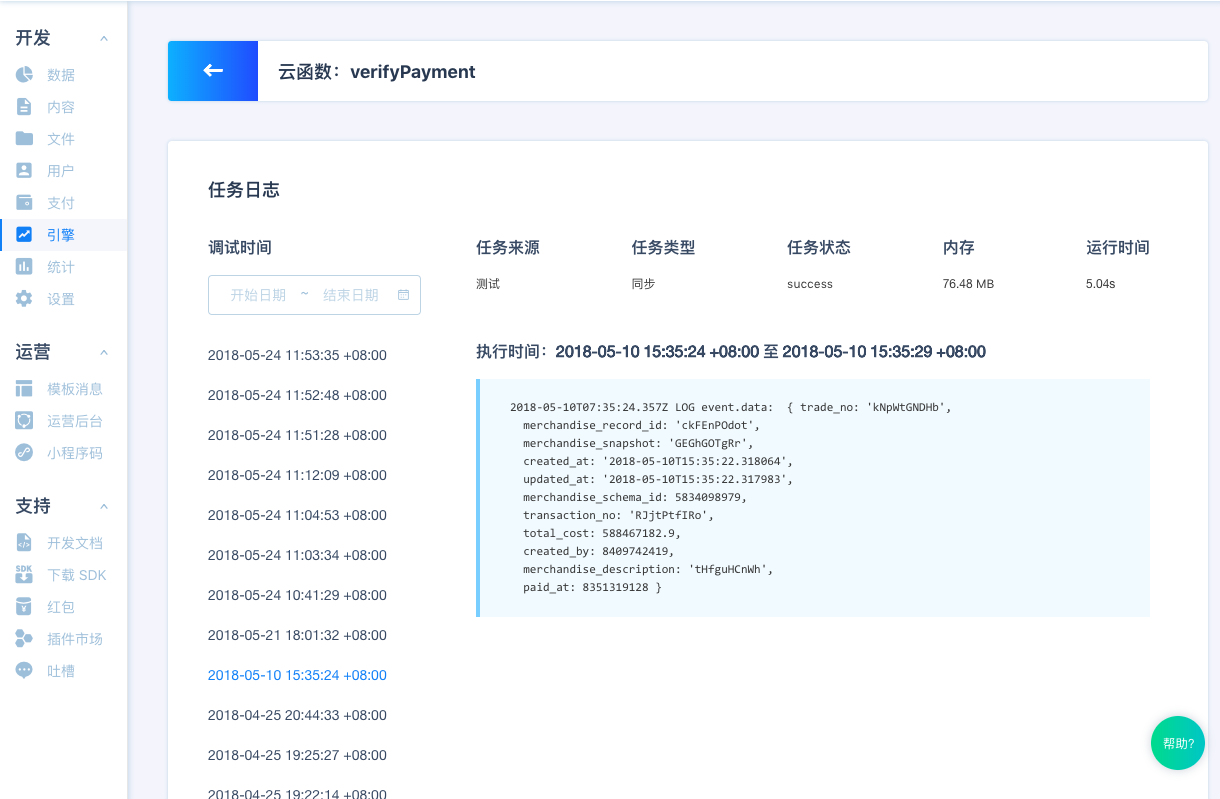 开发
数据
内容
文件
用户
支付
引擎
统计
设置
运营
模板消息
运营后台
小程序码
支持
开发文档
下载 SDK
红包
插件市场
吐槽
云函数：verifyPayment
任务日志
调试时间
开始日期 ~ 结束日期
2018-05-24 11:53:35 +08:00
2018-05-24 11:52:48 +08:00
2018-05-24 11:51:28 +08:00
2018-05-24 11:12:09 +08:00
2018-05-24 11:04:53 +08:00
2018-05-24 11:03:34 +08:00
2018-05-24 10:41:29 +08:00
2018-05-21 18:01:32 +08:00
2018-05-10 15:35:24 +08:00
2018-04-25 20:44:33 +08:00
2018-04-25 19:25:27 +08:00
2018-04-25 19:22:14 +08:00
任务来源 任务类型 任务状态 内存 运行时间
测试 同步 success 76.48 MB 5.04s
执行时间：2018-05-10 15:35:24 +08:00 至 2018-05-10 15:35:29 +08:00
2018-05-10T07:35:24.357Z LOG event.data:  { trade_no: 'kNpWtGNDHb',
merchandise_record_id: 'ckFEnPOdot',
merchandise_snapshot: 'GEGhGOTgRr',
created_at: '2018-05-10T15:35:22.318064',
updated_at: '2018-05-10T15:35:22.317983',
merchandise_schema_id: 5834098979,
transaction_no: 'RJjtPtfIRo',
total_cost: 588467182.9,
created_by: 8409742419,
merchandise_description: 'tHfguHCnWh',
paid_at: 8351319128 }
帮助?